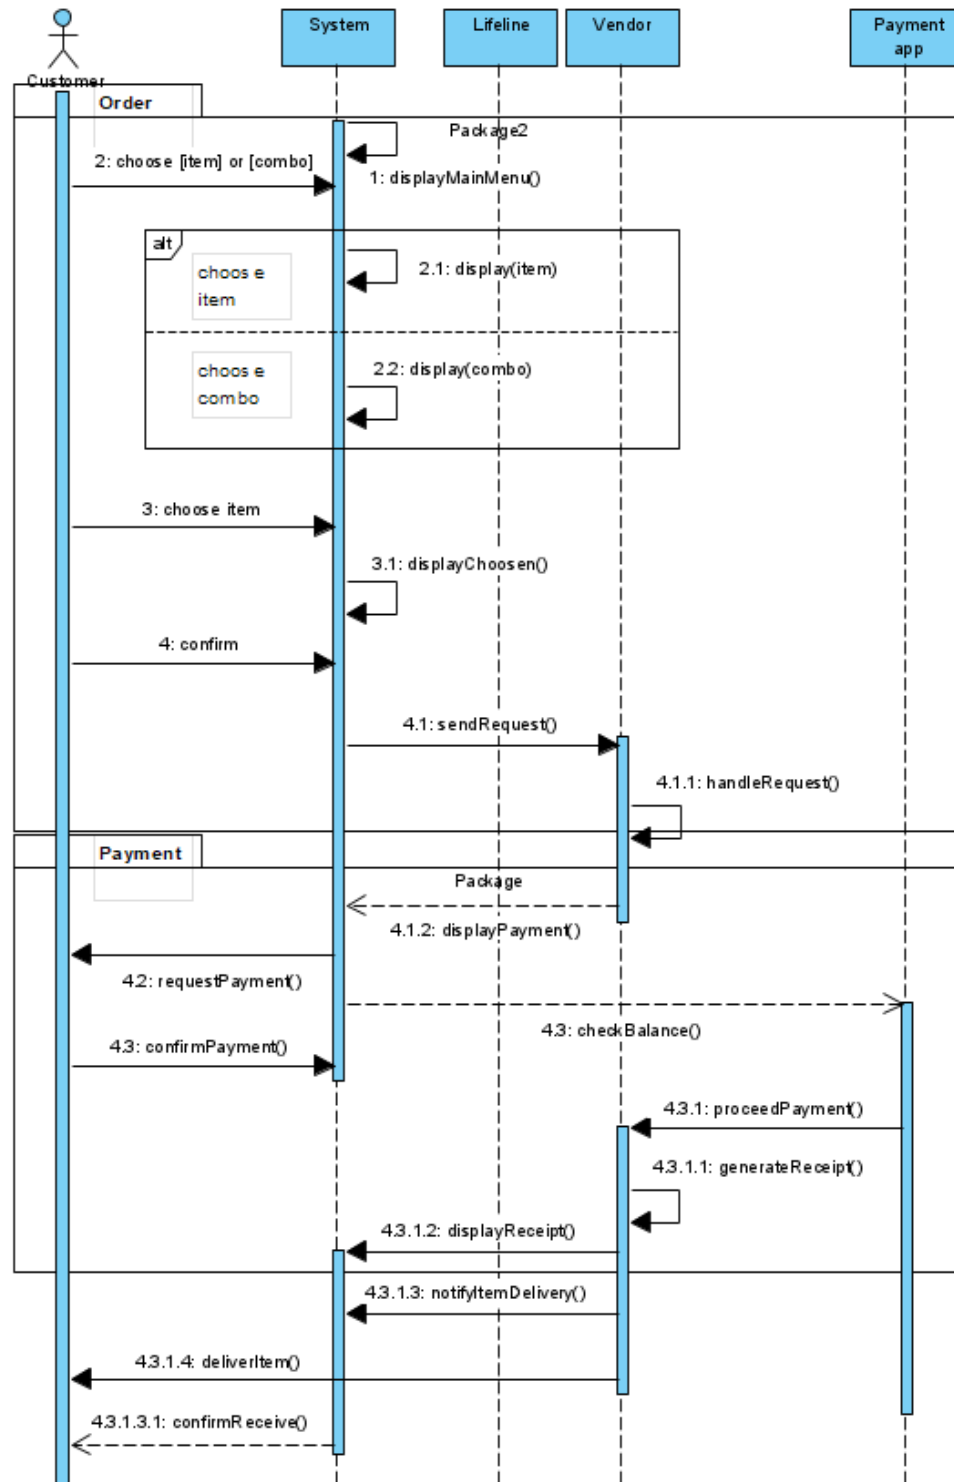 System
Lifeline
Vendor
Payment
app
Customer
Order
Package2
2: choose [item] or [combo]
1: displayMainMenu()
alt
choose
item
2.1: display(item)
choose
combo
2.2: display(combo)
3: choose item
3.1: displayChoosen()
4: confirm
4.1: sendRequest()
4.1.1: handleRequest()
Payment
Package
4.1.2: displayPayment()
4.2: requestPayment()
4.3: checkBalance()
4.3: confirmPayment()
4.3.1: proceedPayment()
4.3.1.1: generateReceipt()
4.3.1.2: displayReceipt()
4.3.1.3: notifyItemDelivery()
4.3.1.4: deliverItem()
4.3.1.3.1: confirmReceive()